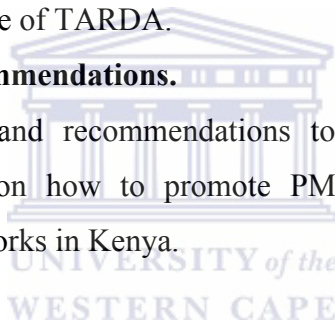 e of TARDA.
mmendations.
and recommendations to
on how to promote PM
orks in Kenya.
UNIVERSITY of the
WESTERN CAPE